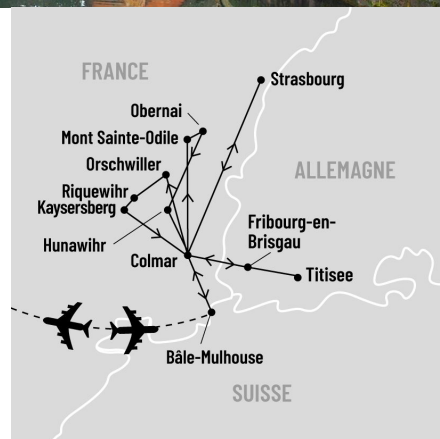 FRANCE
Strasbourg
Obernai
Mont Sainte-Odile
Orschwiller
ALLEMAGNE
Riquewihr
Kaysersberg
Fribourg-en-
Brisgau
Hunawihr
Colmar
Titisee
Bâle-Mulhouse
SUISSE